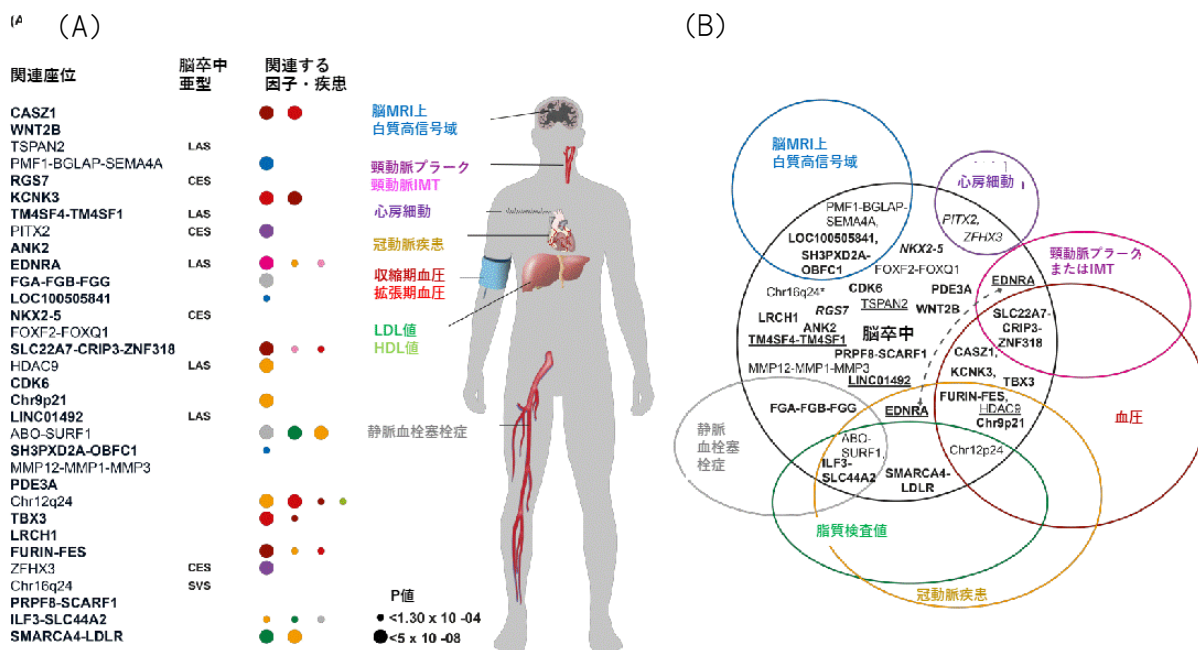 (A
(A)
関連座位
脳卒中
亜型
関連する
因子・疾患
CASZ1
WNT2B
TSPAN2 LAS
PMF1-BGLAP-SEMA4A
RGS7 CES
KCNK3
TM4SF4-TM4SF1 LAS
PITX2 CES
ANK2
EDNRA LAS
FGA-FGB-FGG
LOC100505841
NKX2-5 CES
FOXF2-FOXQ1
SLC22A7-CRIP3-ZNF318
HDAC9 LAS
CDK6
Chr9p21
LINC01492 LAS
ABO-SURF1
SH3PXD2A-OBFC1
MMP12-MMP1-MMP3
PDE3A
Chr12q24
TBX3
LRCH1
FURIN-FES
ZFHX3 CES
Chr16q24 SVS
PRPF8-SCARF1
ILF3-SLC44A2
SMARCA4-LDLR
脳MRI上
白質高信号域
頸動脈プラーク
頸動脈IMT
心房細動
冠動脈疾患
収縮期血圧
拡張期血圧
LDL値
HDL値
静脈血栓塞栓症
P値
<1.30 x 10 -04
<5 x 10 -08
(B)
脳MRI上
白質高信号域
心房細動
頸動脈プラーク
またはIMT
PMF1-BGLAP-
SEMA4A,
LOC100505841,
SH3PXD2A-
OBFC1
PITX2,
ZFHX3
NKX2-5
FOXF2-FOXQ1
EDNRA
Chr16q24*
CDK6
PDE3A
TSPAN2
WNT2B
LRCH1
RGS7
ANK2
TM4SF4-TM4SF1
脳卒中
SLC22A7-
CRIP3-
ZNF318
PRPF8-SCARF1
CASZ1,
MMP12-MMP1-MMP3
KCNK3,
LINC01492
TBX3
FGA-FGB-FGG
EDNRA
FURIN-FES,
HDAC9
Chr9p21
血圧
静脈
血栓塞
栓症
ABO-
SURF1,
ILF3-
SLC44A2
Chr12p24
SMARCA4-
LDLR
脂質検査値
冠動脈疾患